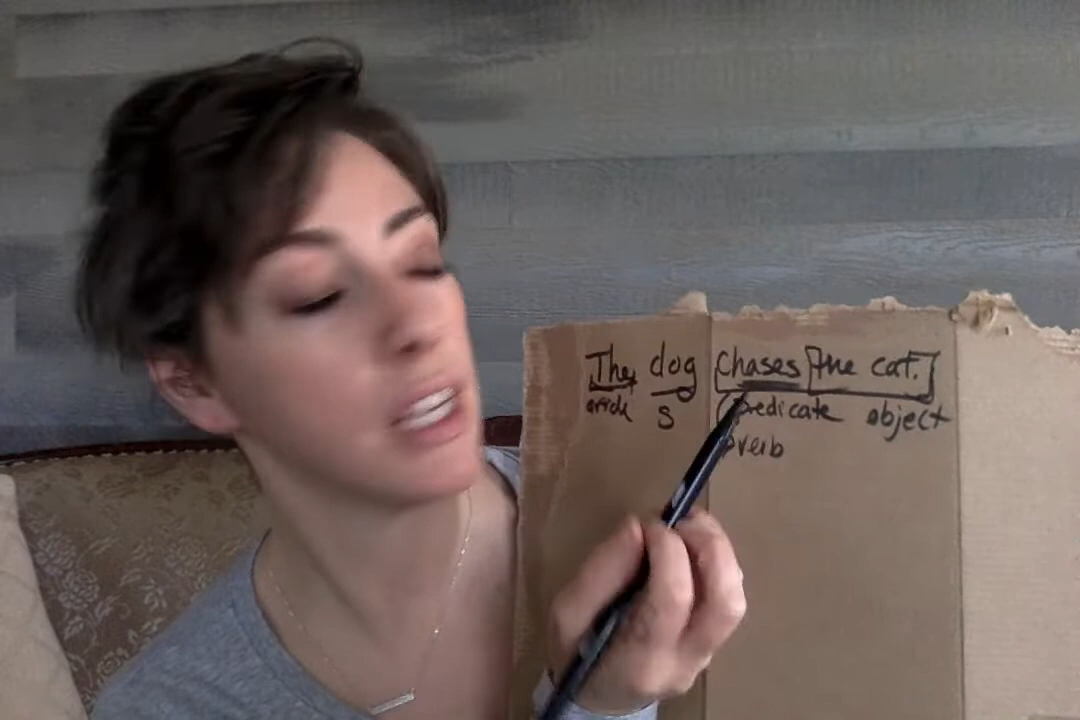 The dog chases the cat.
article S predicate object
verb